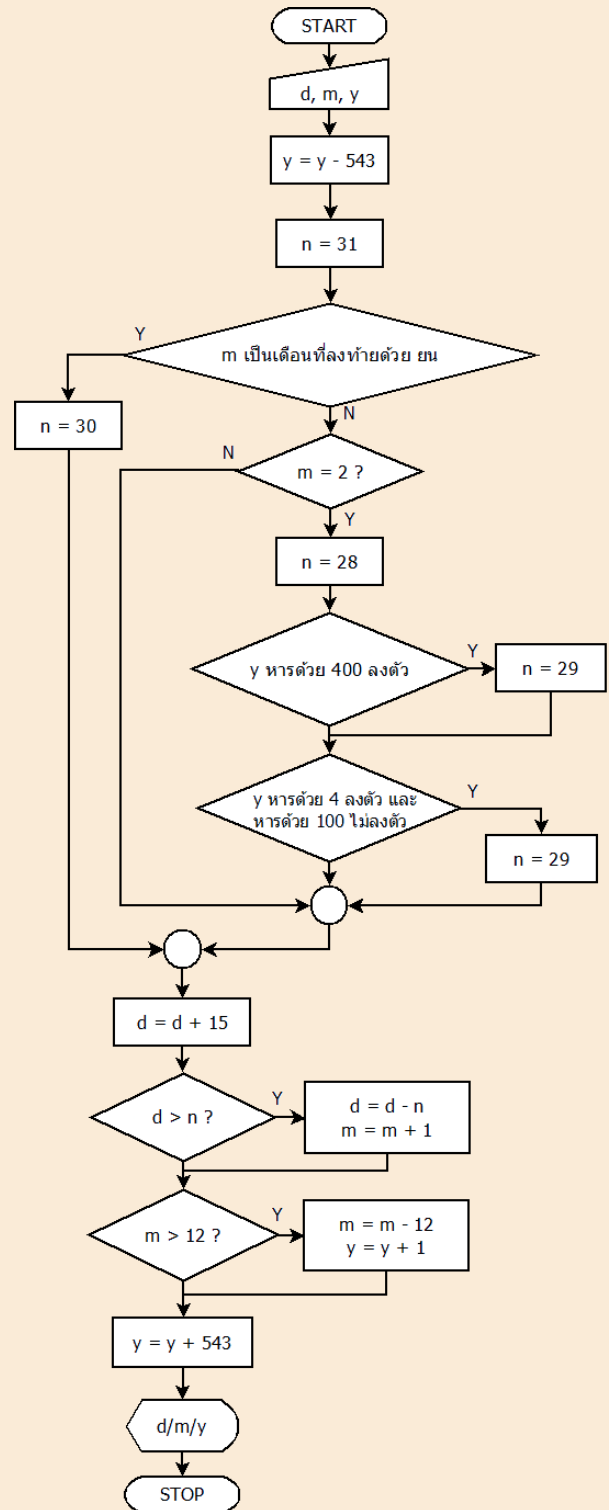 START
d, m, y
y = y - 543
n = 31
Y
m เป็นเดือนที่ลงท้ายด้วย ยน
n = 30
N
N
m = 2 ?
Y
n = 28
y หารด้วย 400 ลงตัว
Y
n = 29
y หารด้วย 4 ลงตัว และ
หารด้วย 100 ไม่ลงตัว
Y
n = 29
d = d + 15
d > n ?
Y
d = d - n
m = m + 1
m > 12 ?
Y
m = m - 12
y = y + 1
y = y + 543
d/m/y
STOP